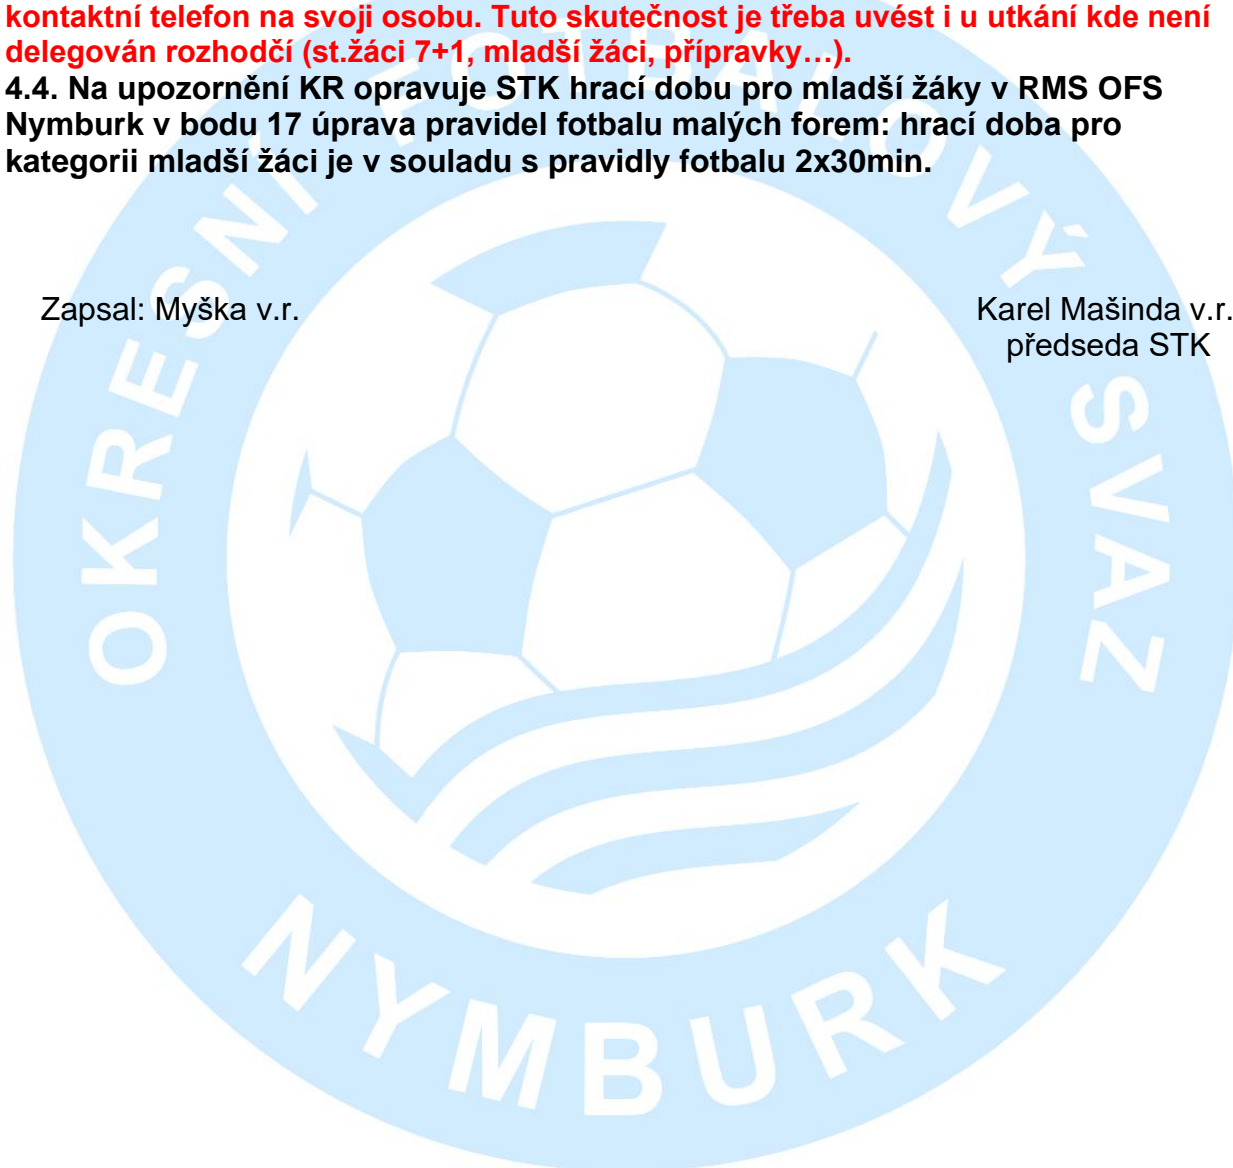 kontaktní telefon na svoji osobu. Tuto skutečnost je třeba uvést i u utkání kde není
delegován rozhodčí (st.žáci 7+1, mladší žáci, přípravky…).
4.4. Na upozornění KR opravuje STK hrací dobu pro mladší žáky v RMS OFS
Nymburk v bodu 17 úprava pravidel fotbalu malých forem: hrací doba pro
kategorii mladší žáci je v souladu s pravidly fotbalu 2x30min.
Zapsal: Myška v.r.
Karel Mašinda v.r.
předseda STK
OKRESNÍ FOTBALOVÝ SVAZ
NYMBURK